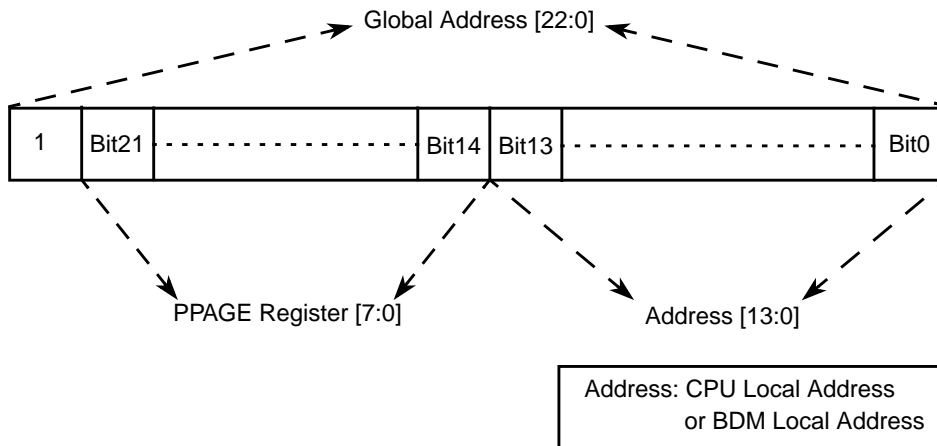 Global Address [22:0]
1 Bit21 Bit14 Bit13 Bit0
PPAGE Register [7:0]
Address [13:0]
Address: CPU Local Address
or BDM Local Address